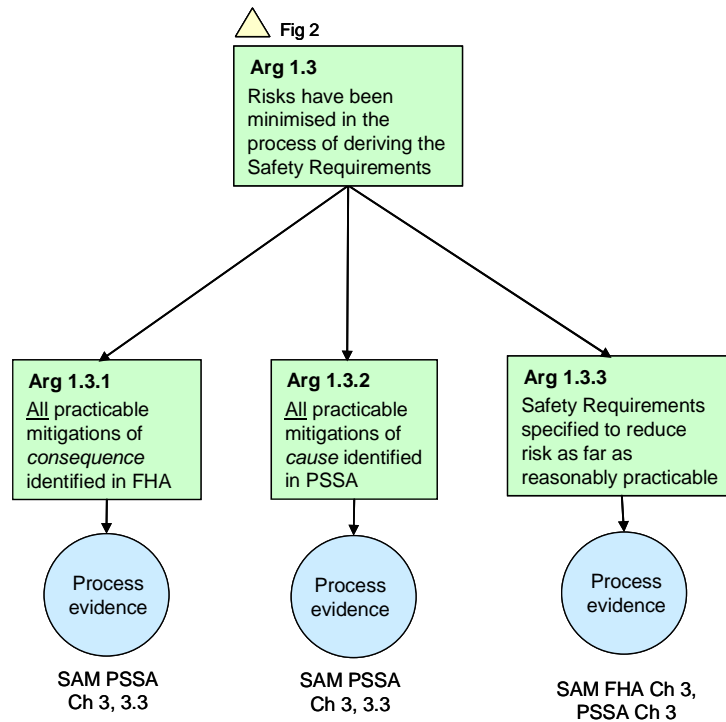 Fig 2
Arg 1.3
Risks have been
minimised in the
process of deriving the
Safety Requirements
Arg 1.3.1
All practicable
mitigations of
consequence
identified in FHA
Arg 1.3.2
All practicable
mitigations of
cause identified
in PSSA
Arg 1.3.3
Safety Requirements
specified to reduce
risk as far as
reasonably practicable
Process
evidence
Process
evidence
Process
evidence
SAM PSSA
Ch 3, 3.3
SAM PSSA
Ch 3, 3.3
SAM FHA Ch 3,
PSSA Ch 3